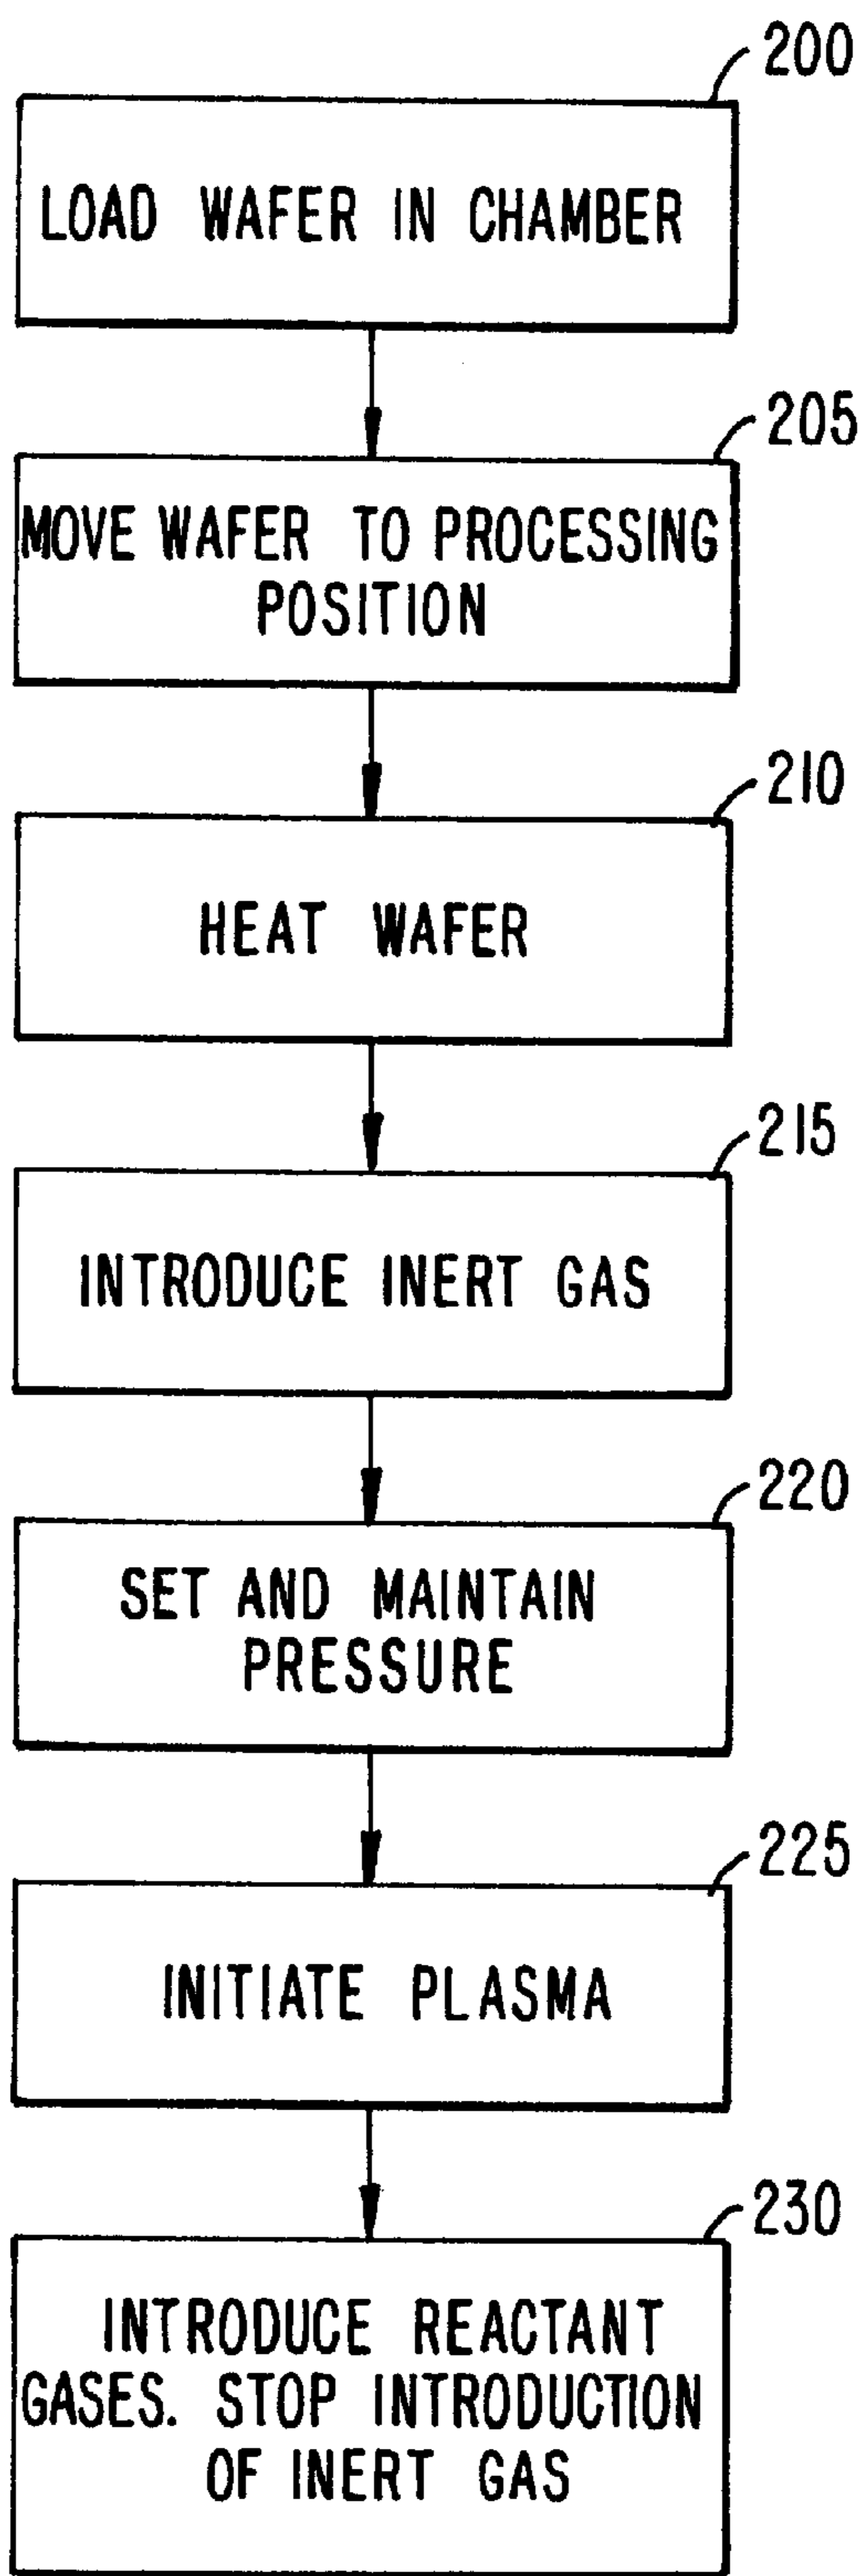 200
LOAD WAFER IN CHAMBER
205
MOVE WAFER TO PROCESSING
POSITION
210
HEAT WAFER
215
INTRODUCE INERT GAS
220
SET AND MAINTAIN
PRESSURE
225
INITIATE PLASMA
230
INTRODUCE REACTANT
GASES. STOP INTRODUCTION
OF INERT GAS